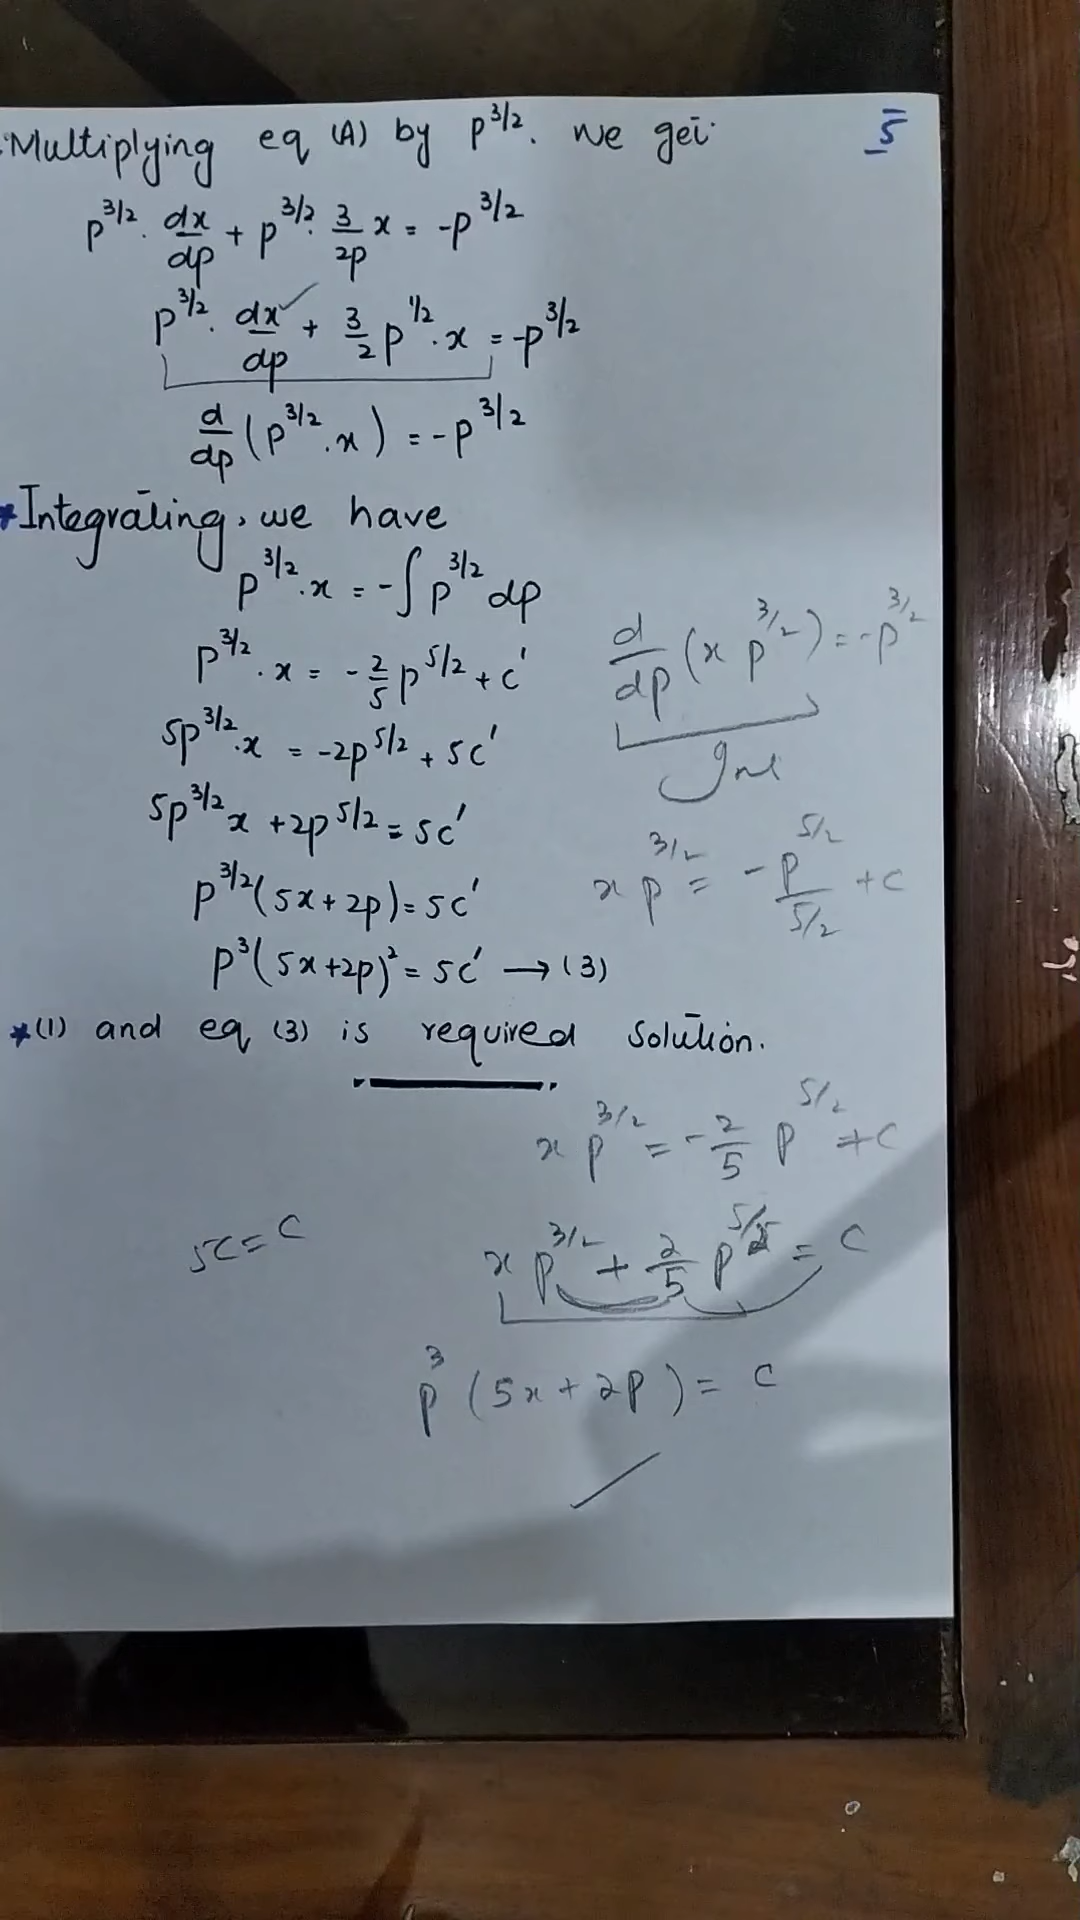 Multiplying eq (A) by p^3/2. we get
5
p^3/2 . dx/dp + p^3/2 . 3/2p x = -p^3/2
p^3/2 . dx/dp + 3/2 p^1/2 . x = -p^3/2
d/dp (p^3/2 . x) = -p^3/2
*Integrating, we have
p^3/2 . x = -∫ p^3/2 dp
p^3/2 . x = -2/5 p^5/2 + c'
5p^3/2 . x = -2p^5/2 + 5c'
5p^3/2 x + 2p^5/2 = 5c'
p^3/2 (5x + 2p) = 5c'
p^3 (5x + 2p)^2 = 5c' → (3)
*(1) and eq (3) is required solution.
d/dp (x p^3/2) = -p^3/2
x p^3/2 = -p^5/2 / 5/2 + c
x p^3/2 = -2/5 p^5/2 + c
5c = c
x p^3/2 + 2/5 p^5/2 = c
p^3 (5x + 2p) = c